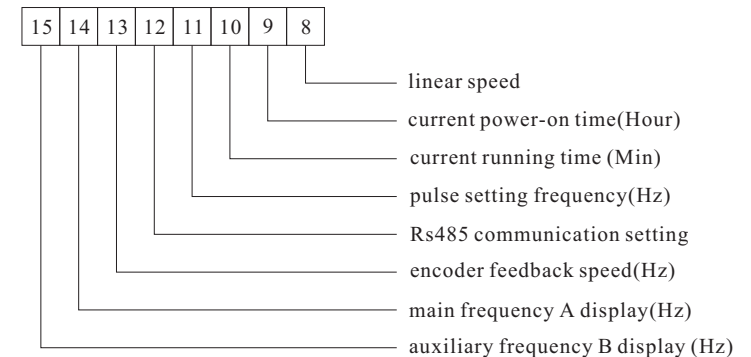 15 14 13 12 11 10 9 8
linear speed
current power-on time(Hour)
current running time (Min)
pulse setting frequency(Hz)
Rs485 communication setting
encoder feedback speed(Hz)
main frequency A display(Hz)
auxiliary frequency B display (Hz)